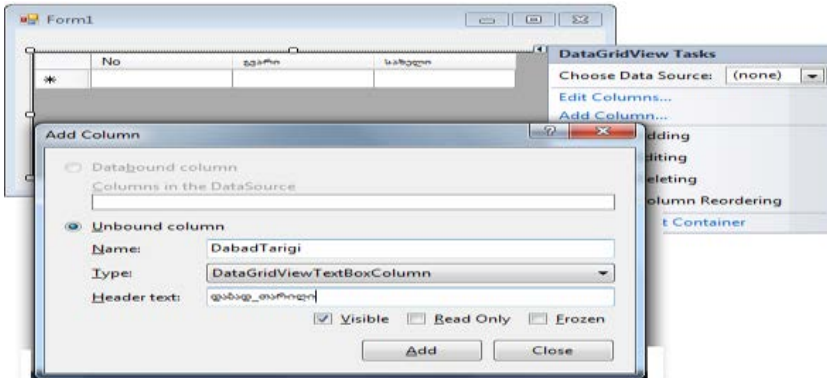 Form1
No გვარი სახელი
DataGridView Tasks
Choose Data Source: (none)
Edit Columns...
Add Column...
dding
diting
eleting
olumn Reordering
t Container
Add Column
Databound column
Columns in the DataSource
Unbound column
Name: DabadTarigi
Type: DataGridViewTextBoxColumn
Header text: დაბად_თარიღი
Visible Read Only Frozen
Add Close